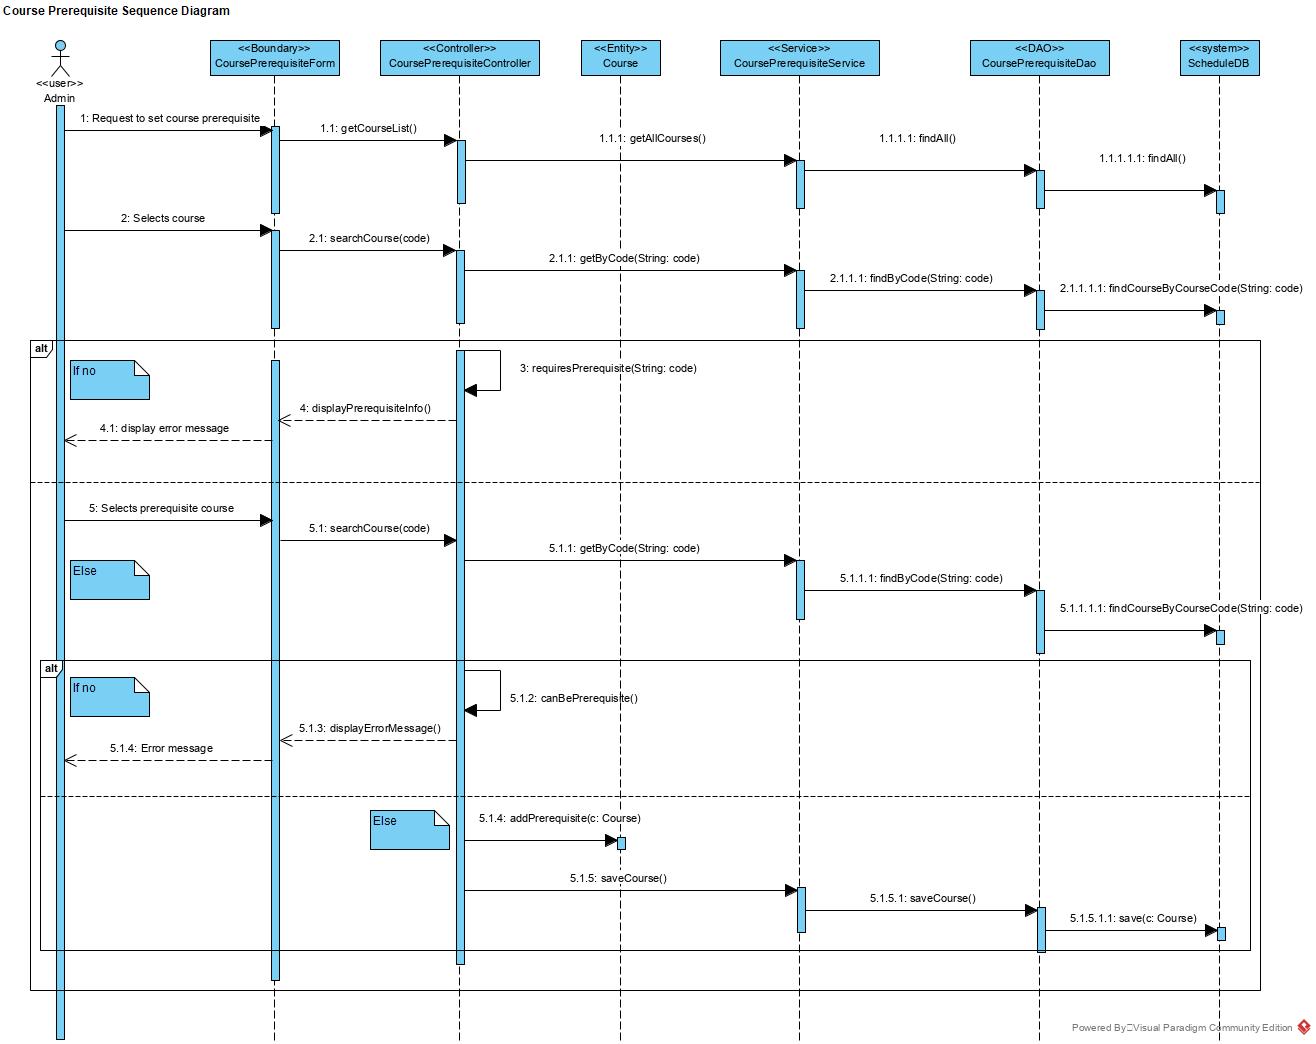 Course Prerequisite Sequence Diagram
<<user>>
Admin
<<Boundary>>
CoursePrerequisiteForm
<<Controller>>
CoursePrerequisiteController
<<Entity>>
Course
<<Service>>
CoursePrerequisiteService
<<DAO>>
CoursePrerequisiteDao
<<system>>
ScheduleDB
1: Request to set course prerequisite
1.1: getCourseList()
1.1.1: getAllCourses()
1.1.1.1: findAll()
1.1.1.1.1: findAll()
2: Selects course
2.1: searchCourse(code)
2.1.1: getByCode(String: code)
2.1.1.1: findByCode(String: code)
2.1.1.1.1: findCourseByCourseCode(String: code)
alt
If no
3: requiresPrerequisite(String: code)
4: displayPrerequisiteInfo()
4.1: display error message
5: Selects prerequisite course
5.1: searchCourse(code)
5.1.1: getByCode(String: code)
Else
5.1.1.1: findByCode(String: code)
5.1.1.1.1: findCourseByCourseCode(String: code)
alt
If no
5.1.2: canBePrerequisite()
5.1.3: displayErrorMessage()
5.1.4: Error message
Else
5.1.4: addPrerequisite(c: Course)
5.1.5: saveCourse()
5.1.5.1: saveCourse()
5.1.5.1.1: save(c: Course)
Powered By Visual Paradigm Community Edition